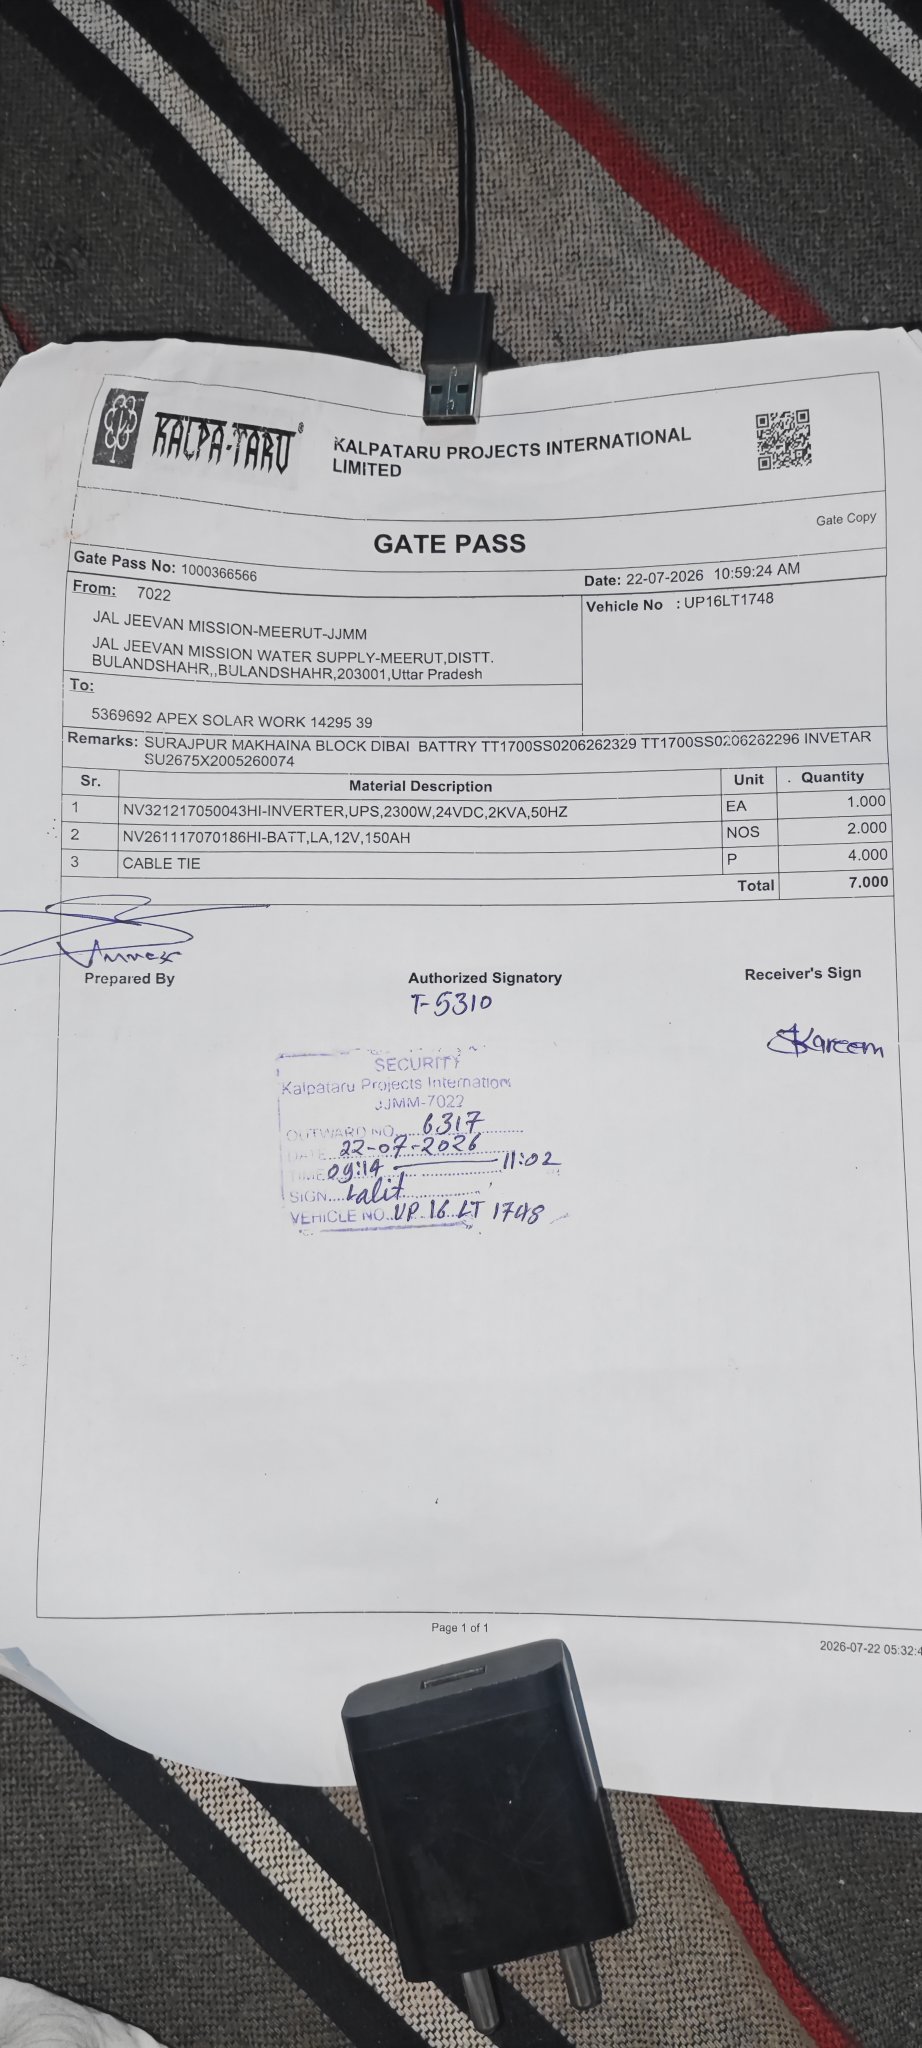 KALPA-TARU®
KALPATARU PROJECTS INTERNATIONAL
LIMITED
Gate Copy
GATE PASS
Gate Pass No: 1000366566
Date: 22-07-2026 10:59:24 AM
From: 7022
Vehicle No : UP16LT1748
JAL JEEVAN MISSION-MEERUT-JJMM
JAL JEEVAN MISSION WATER SUPPLY-MEERUT,DISTT.
BULANDSHAHR,,BULANDSHAHR,203001,Uttar Pradesh
To:
5369692 APEX SOLAR WORK 14295 39
Remarks: SURAJPUR MAKHAINA BLOCK DIBAI BATTRY TT1700SS0206262329 TT1700SS0206262296 INVETAR
SU2675X2005260074
Sr. Material Description Unit . Quantity
1 NV321217050043HI-INVERTER,UPS,2300W,24VDC,2KVA,50HZ EA 1.000
2 NV261117070186HI-BATT,LA,12V,150AH NOS 2.000
3 CABLE TIE P 4.000
Total 7.000
Prepared By Authorized Signatory Receiver's Sign
T-5310
Kareem
SECURITY
Kalpataru Projects Internation
JJMM-7022
OUTWARD NO. 6317
DATE 22-07-2026
TIME 09:14 11:02
SIGN Lalit
VEHICLE NO. UP 16 LT 1748
Page 1 of 1
2026-07-22 05:32:4